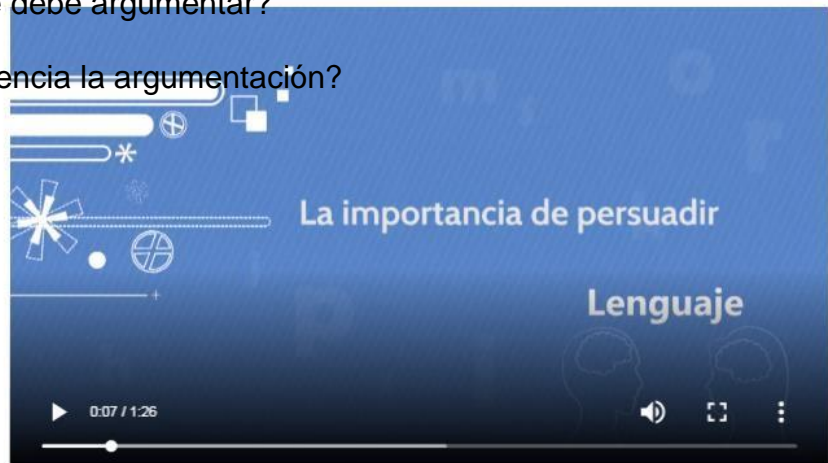 debe argumentar?
encia la argumentación?
La importancia de persuadir
Lenguaje
0:07 / 1:26